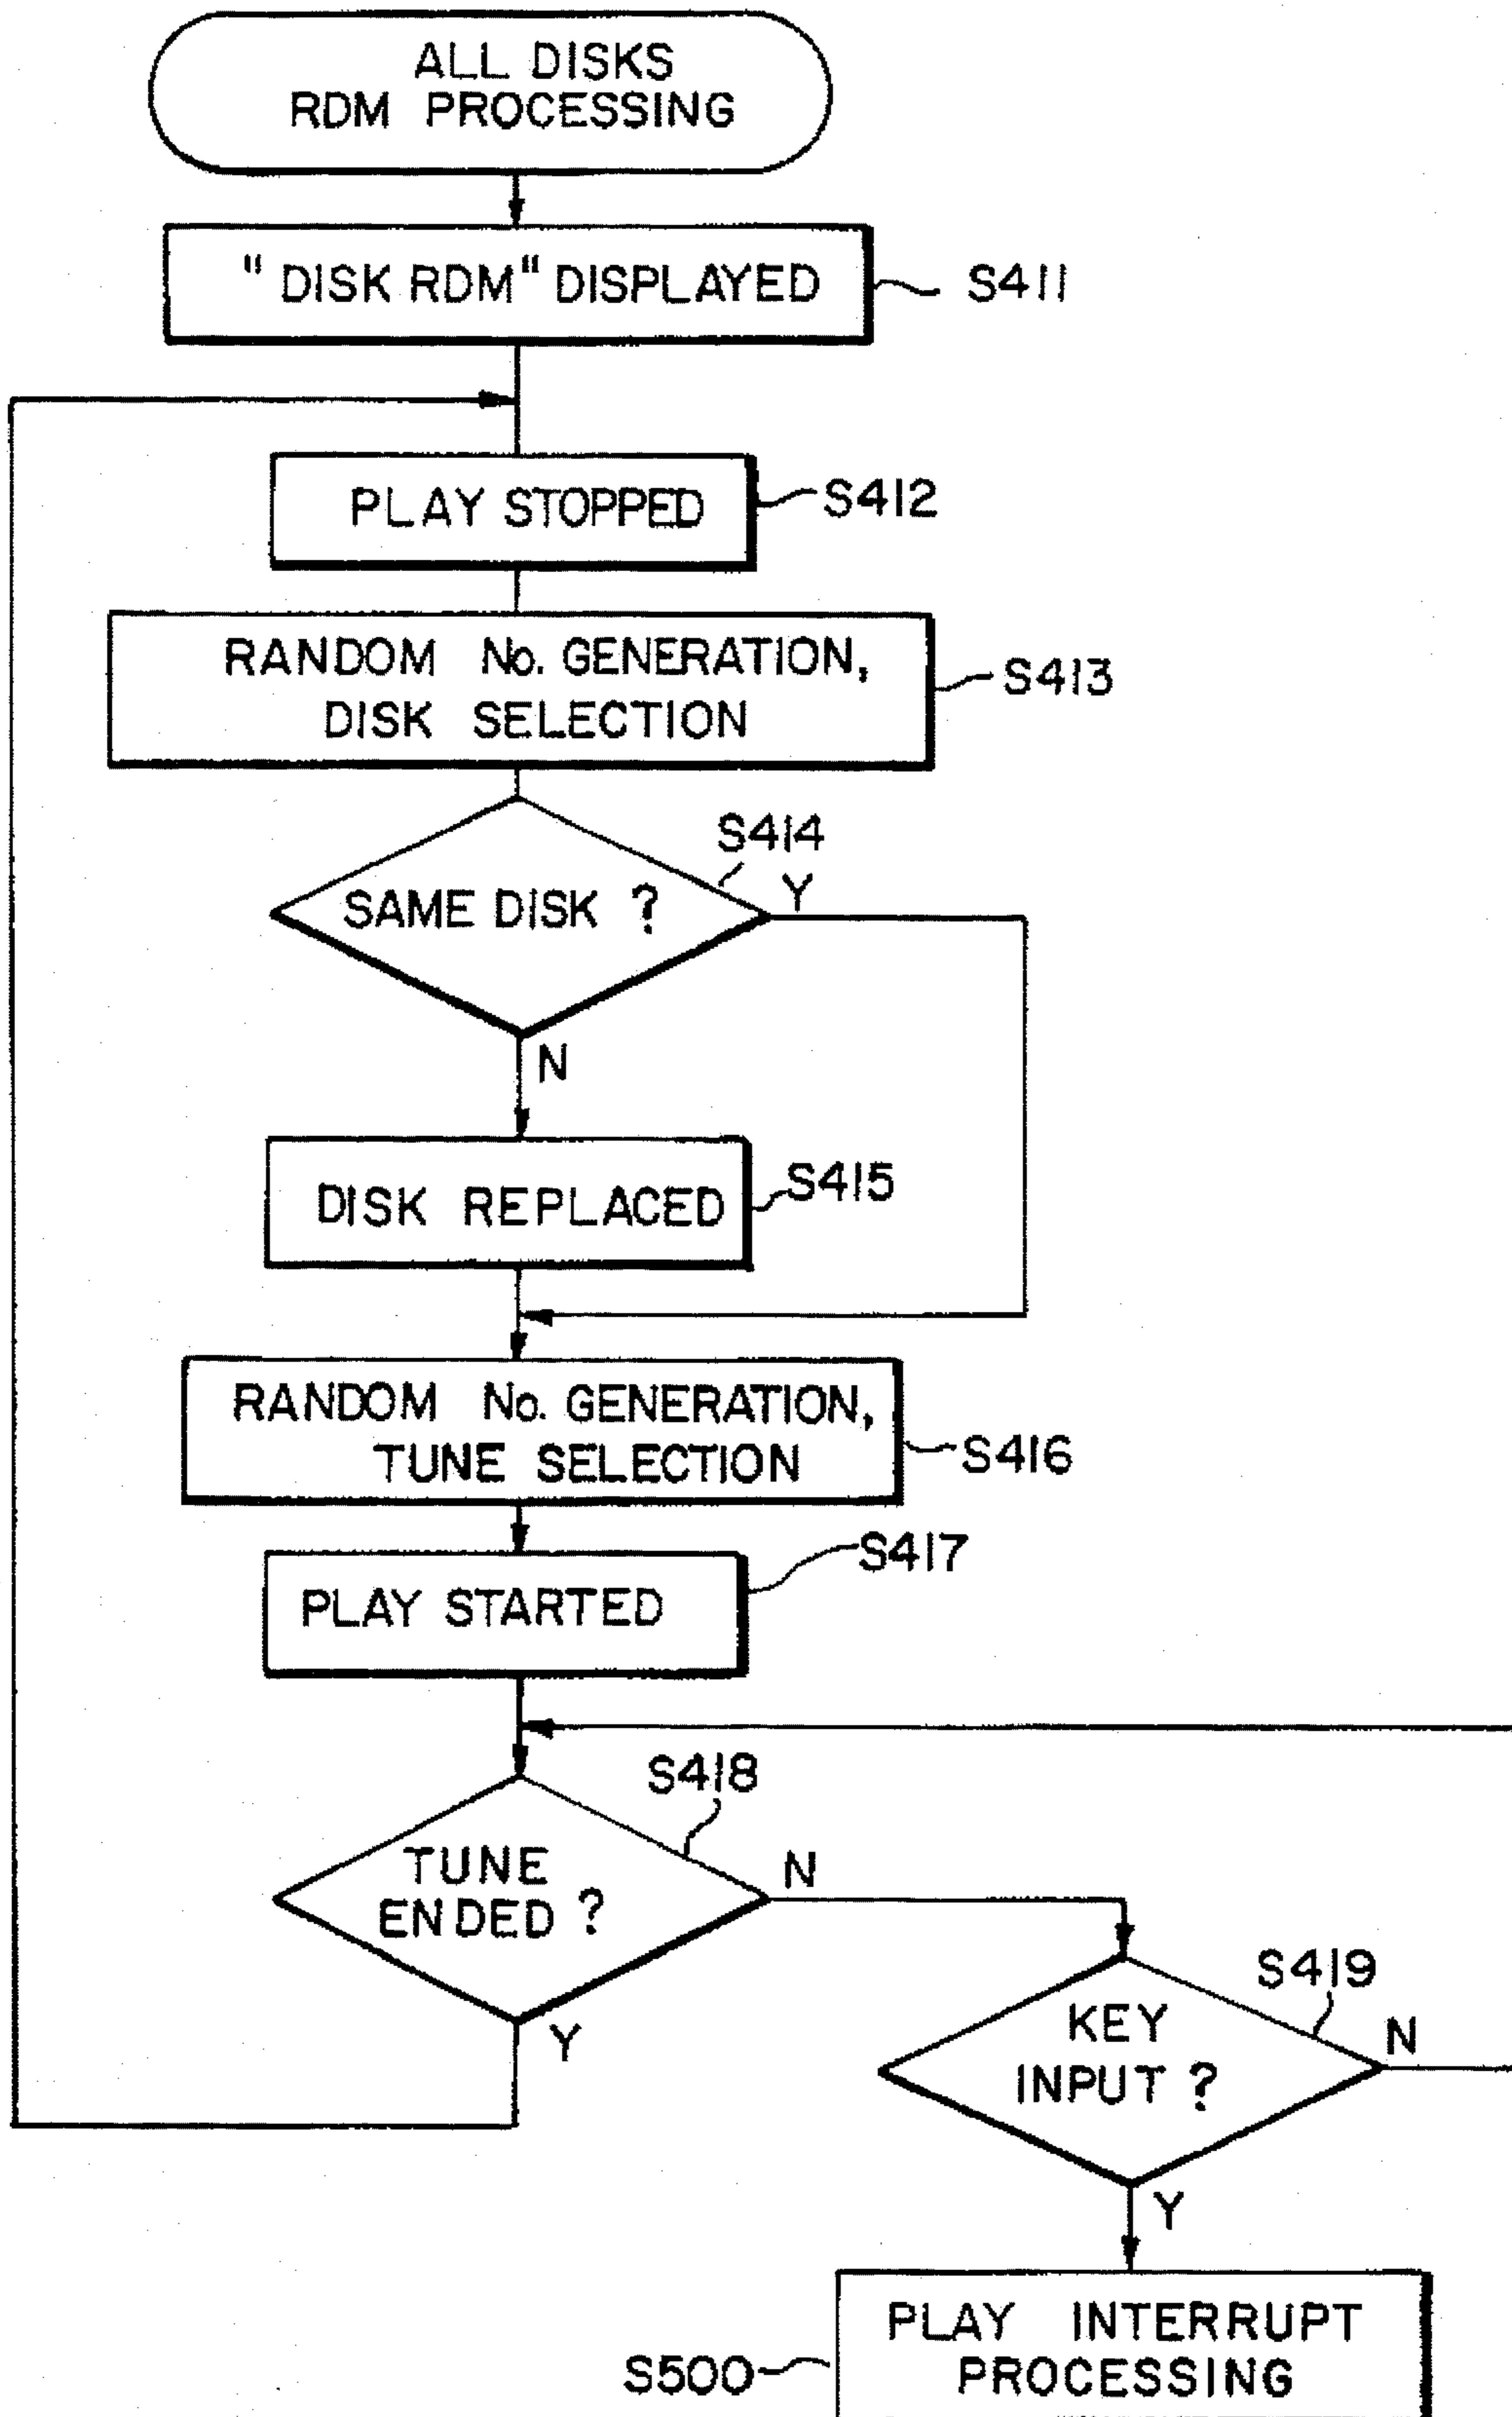 ALL DISKS
RDM PROCESSING
"DISK RDM" DISPLAYED
S411
PLAY STOPPED
S412
RANDOM No. GENERATION,
DISK SELECTION
S413
S414
SAME DISK ?
Y
N
DISK REPLACED
S415
RANDOM No. GENERATION,
TUNE SELECTION
S416
S417
PLAY STARTED
S418
TUNE
ENDED ?
N
Y
S419
KEY
INPUT ?
N
Y
PLAY INTERRUPT
PROCESSING
S500